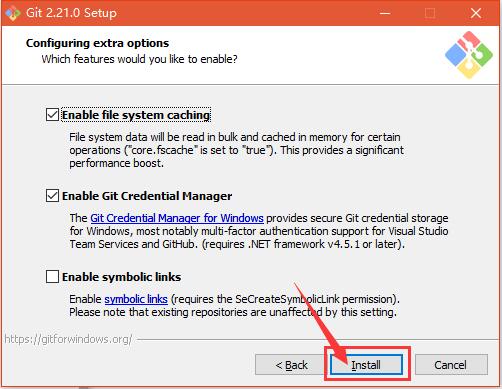 Git 2.21.0 Setup
Configuring extra options
Which features would you like to enable?
Enable file system caching
File system data will be read in bulk and cached in memory for certain
operations ("core.fscache" is set to "true"). This provides a significant
performance boost.
Enable Git Credential Manager
The Git Credential Manager for Windows provides secure Git credential storage
for Windows, most notably multi-factor authentication support for Visual Studio
Team Services and GitHub. (requires .NET framework v4.5.1 or later).
Enable symbolic links
Enable symbolic links (requires the SeCreateSymbolicLink permission).
Please note that existing repositories are unaffected by this setting.
https://gitforwindows.org/
< Back
Install
Cancel